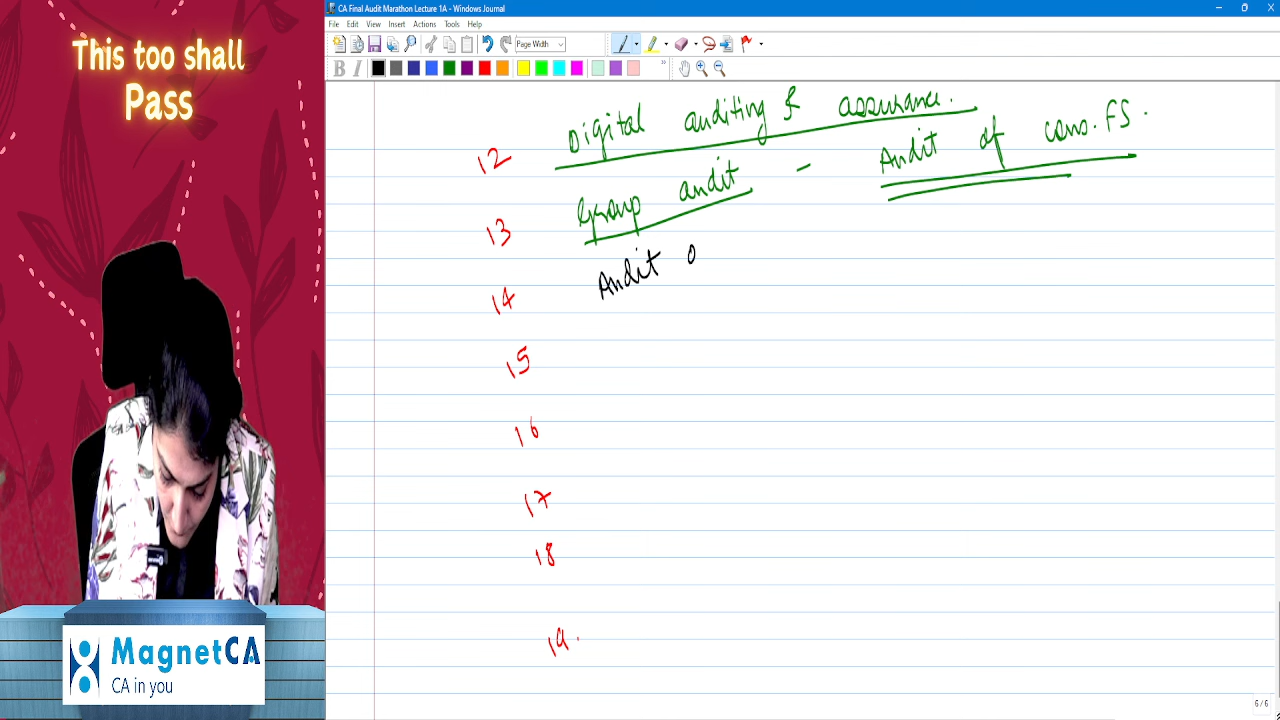 This too shall
Pass
CA Final Audit Marathon Lecture 1A - Windows Journal
File Edit View Insert Actions Tools Help
Page Width
B I
12 Digital auditing & assurance.
13 Group audit - Audit of cons. FS.
14 Audit o
15
16
17
18
19.
MagnetCA
CA in you
6 / 6